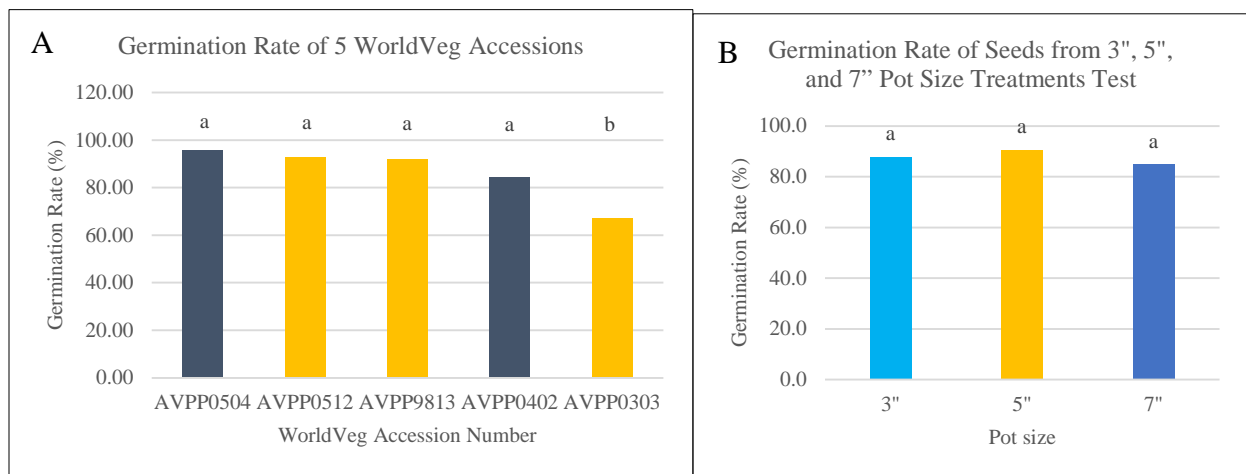 A
Germination Rate of 5 WorldVeg Accessions
120.00
100.00
80.00
60.00
40.00
20.00
0.00
Germination Rate (%)
a a a a b
AVPP0504 AVPP0512 AVPP9813 AVPP0402 AVPP0303
WorldVeg Accession Number
B
Germination Rate of Seeds from 3", 5",
and 7” Pot Size Treatments Test
100.0
80.0
60.0
40.0
20.0
0.0
Germination Rate (%)
a a a
3" 5" 7"
Pot size